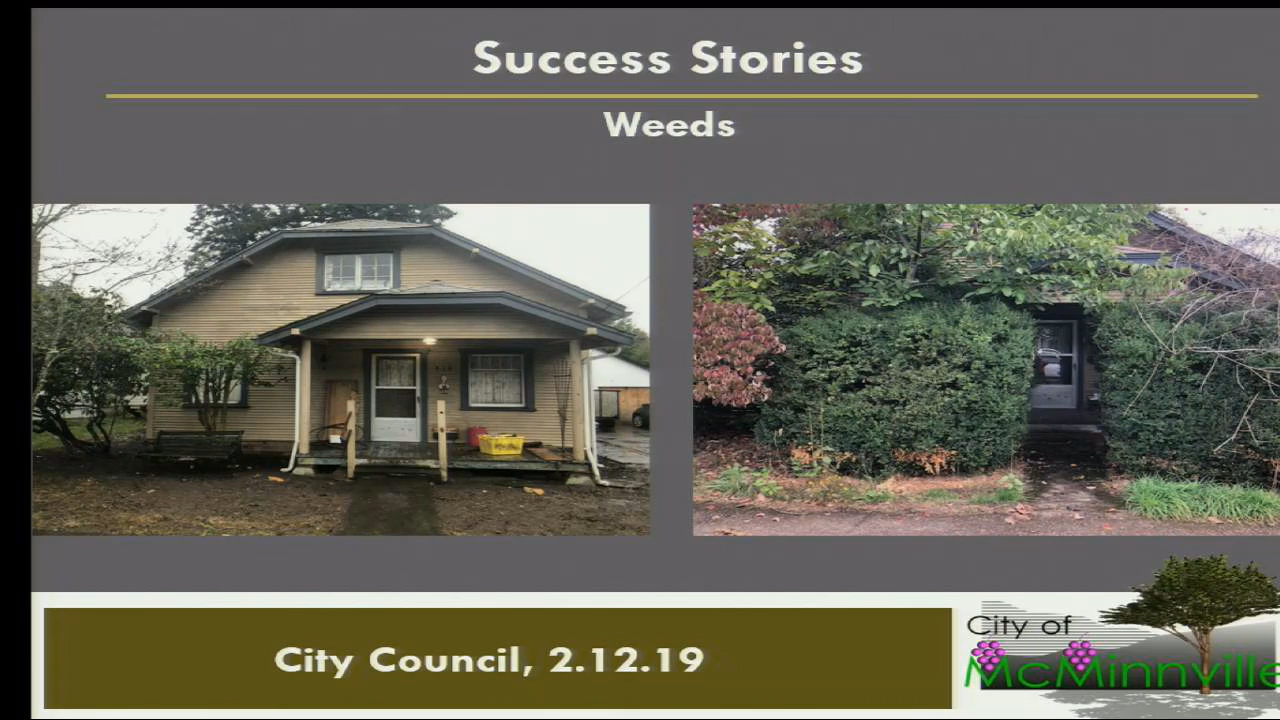 Success Stories
Weeds
City Council, 2.12.19
City of
McMinnville